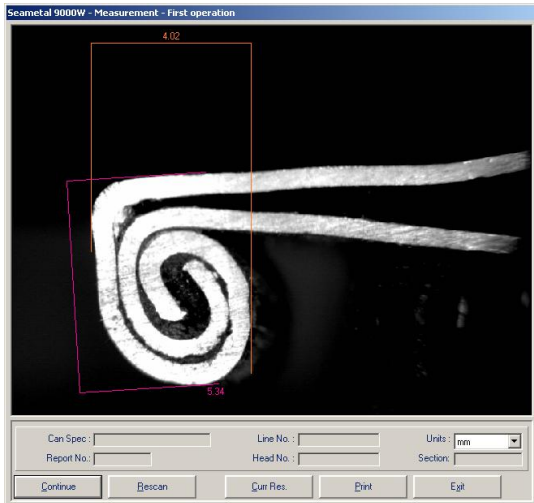 Seametal 9000W - Measurement - First operation
4.02
5.34
Can Spec :
Line No. :
Units : mm
Report No.:
Head No. :
Section:
Continue
Rescan
Curr Res.
Print
Exit